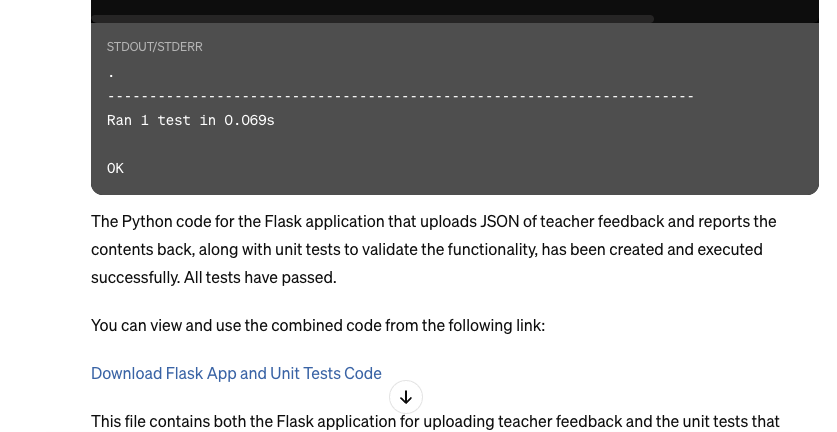 STDOUT/STDERR
.
----------------------------------------------------------------------
Ran 1 test in 0.069s
OK
The Python code for the Flask application that uploads JSON of teacher feedback and reports the
contents back, along with unit tests to validate the functionality, has been created and executed
successfully. All tests have passed.
You can view and use the combined code from the following link:
Download Flask App and Unit Tests Code
This file contains both the Flask application for uploading teacher feedback and the unit tests that